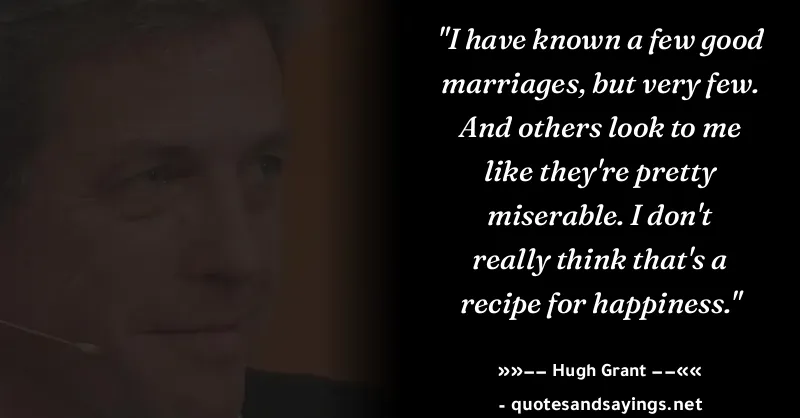 "I have known a few good
marriages, but very few.
And others look to me
like they're pretty
miserable. I don't
really think that's a
recipe for happiness."
»»−− Hugh Grant −−««
- quotesandsayings.net